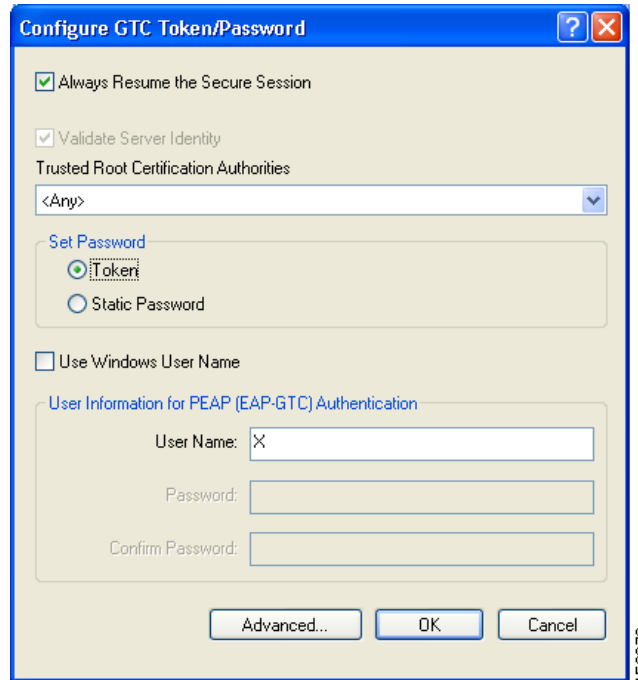 Configure GTC Token/Password
Always Resume the Secure Session
Validate Server Identity
Trusted Root Certification Authorities
<Any>
Set Password
Token
Static Password
Use Windows User Name
User Information for PEAP (EAP-GTC) Authentication
User Name: X
Password:
Confirm Password:
Advanced... OK Cancel